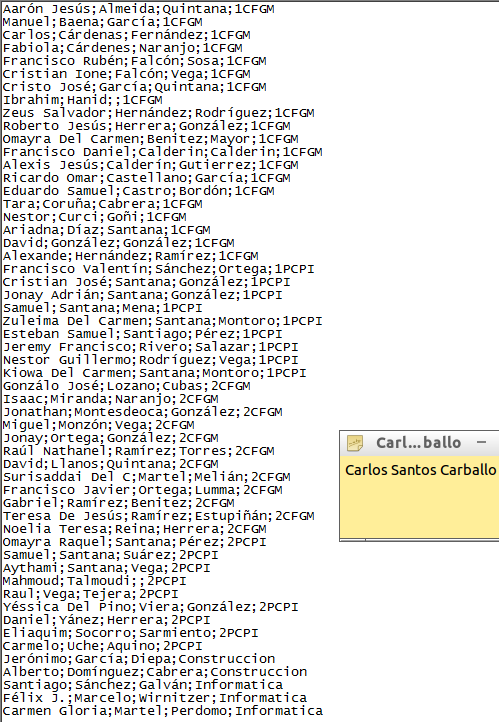 Aarón Jesús;Almeida;Quintana;1CFGM
Manuel;Baena;García;1CFGM
Carlos;Cárdenas;Fernández;1CFGM
Fabiola;Cárdenes;Naranjo;1CFGM
Francisco Rubén;Falcón;Sosa;1CFGM
Cristian Ione;Falcón;Vega;1CFGM
Cristo José;García;Quintana;1CFGM
Ibrahim;Hanid;;1CFGM
Zeus Salvador;Hernández;Rodríguez;1CFGM
Roberto Jesús;Herrera;González;1CFGM
Omayra Del Carmen;Benitez;Mayor;1CFGM
Francisco Daniel;Calderin;Calderin;1CFGM
Alexis Jesús;Calderín;Gutierrez;1CFGM
Ricardo Omar;Castellano;García;1CFGM
Eduardo Samuel;Castro;Bordón;1CFGM
Tara;Coruña;Cabrera;1CFGM
Nestor;Curci;Goñi;1CFGM
Ariadna;Díaz;Santana;1CFGM
David;González;González;1CFGM
Alexande;Hernández;Ramírez;1CFGM
Francisco Valentín;Sánchez;Ortega;1PCPI
Cristian José;Santana;González;1PCPI
Jonay Adrián;Santana;González;1PCPI
Samuel;Santana;Mena;1PCPI
Zuleima Del Carmen;Santana;Montoro;1PCPI
Esteban Samuel;Santiago;Pérez;1PCPI
Jeremy Francisco;Rivero;Salazar;1PCPI
Nestor Guillermo;Rodríguez;Vega;1PCPI
Kiowa Del Carmen;Santana;Montoro;1PCPI
Gonzálo José;Lozano;Cubas;2CFGM
Isaac;Miranda;Naranjo;2CFGM
Jonathan;Montesdeoca;González;2CFGM
Miguel;Monzón;Vega;2CFGM
Jonay;Ortega;González;2CFGM
Raúl Nathanel;Ramírez;Torres;2CFGM
David;Llanos;Quintana;2CFGM
Surisaddai Del C;Martel;Melián;2CFGM
Francisco Javier;Ortega;Lumma;2CFGM
Gabriel;Ramírez;Benitez;2CFGM
Teresa De Jesús;Ramírez;Estupiñán;2CFGM
Noelia Teresa;Reina;Herrera;2CFGM
Omayra Raquel;Santana;Pérez;2PCPI
Samuel;Santana;Suárez;2PCPI
Aythami;Santana;Vega;2PCPI
Mahmoud;Talmoudi;;2PCPI
Raul;Vega;Tejera;2PCPI
Yéssica Del Pino;Viera;González;2PCPI
Daniel;Yánez;Herrera;2PCPI
Eliaquim;Socorro;Sarmiento;2PCPI
Carmelo;Uche;Aquino;2PCPI
Jerónimo;García;Diepa;Construccion
Alberto;Domínguez;Cabrera;Construccion
Santiago;Sánchez;Galván;Informatica
Félix J.;Marcelo;Wirnitzer;Informatica
Carmen Gloria;Martel;Perdomo;Informatica
Carl...ballo
Carlos Santos Carballo